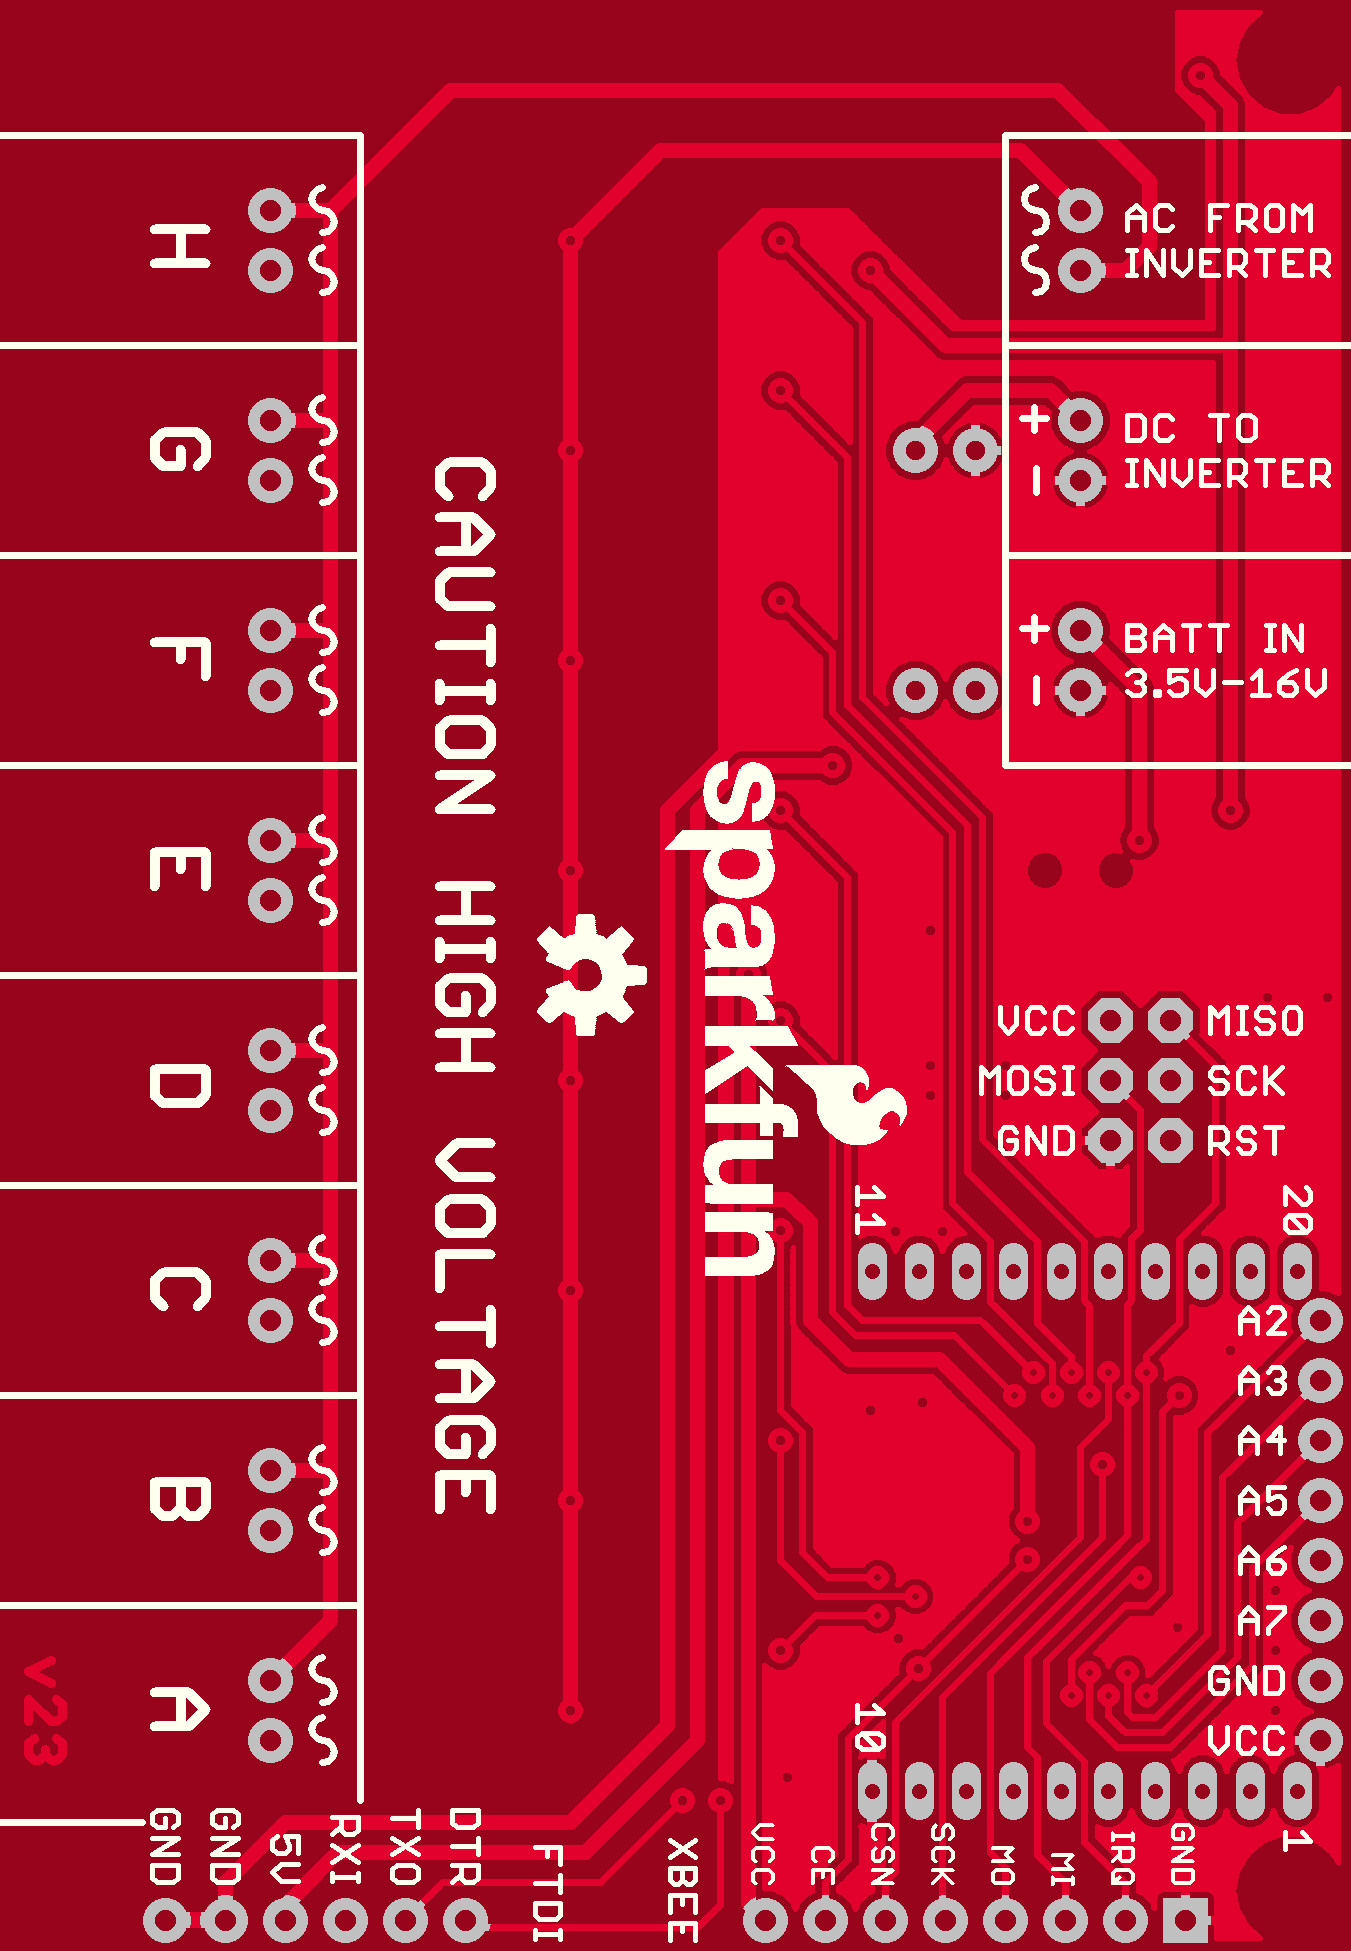 AC FROM
INVERTER
DC TO
INVERTER
BATT IN
3.5V-16V
H
G
F
E
D
C
B
A
CAUTION HIGH VOLTAGE
sparkfun
VCC
MISO
MOSI
SCK
GND
RST
11
20
A2
A3
A4
A5
A6
A7
GND
VCC
10
1
v23
GND
GND
5V
RXI
TXO
DTR
FTDI
XBEE
VCC
CE
CSN
SCK
MO
MI
IRQ
GND